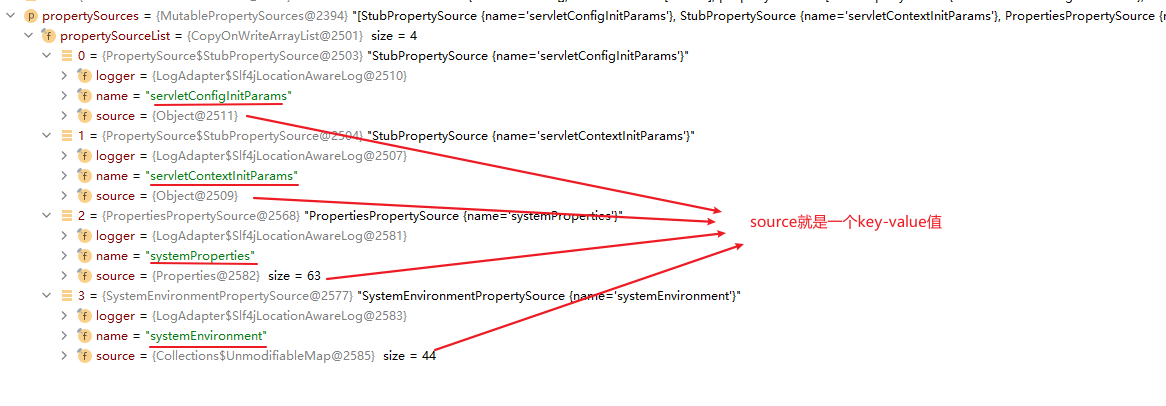 propertySources = {MutablePropertySources@2394} "[StubPropertySource {name='servletConfigInitParams'}, StubPropertySource {name='servletContextInitParams'}, PropertiesPropertySource {n
propertySourceList = {CopyOnWriteArrayList@2501} size = 4
0 = {PropertySource$StubPropertySource@2503} "StubPropertySource {name='servletConfigInitParams'}"
logger = {LogAdapter$Slf4jLocationAwareLog@2510}
name = "servletConfigInitParams"
source = {Object@2511}
1 = {PropertySource$StubPropertySource@2504} "StubPropertySource {name='servletContextInitParams'}"
logger = {LogAdapter$Slf4jLocationAwareLog@2507}
name = "servletContextInitParams"
source = {Object@2509}
2 = {PropertiesPropertySource@2568} "PropertiesPropertySource {name='systemProperties'}"
source就是一个key-value值
logger = {LogAdapter$Slf4jLocationAwareLog@2581}
name = "systemProperties"
source = {Properties@2582} size = 63
3 = {SystemEnvironmentPropertySource@2577} "SystemEnvironmentPropertySource {name='systemEnvironment'}"
logger = {LogAdapter$Slf4jLocationAwareLog@2583}
name = "systemEnvironment"
source = {Collections$UnmodifiableMap@2585} size = 44